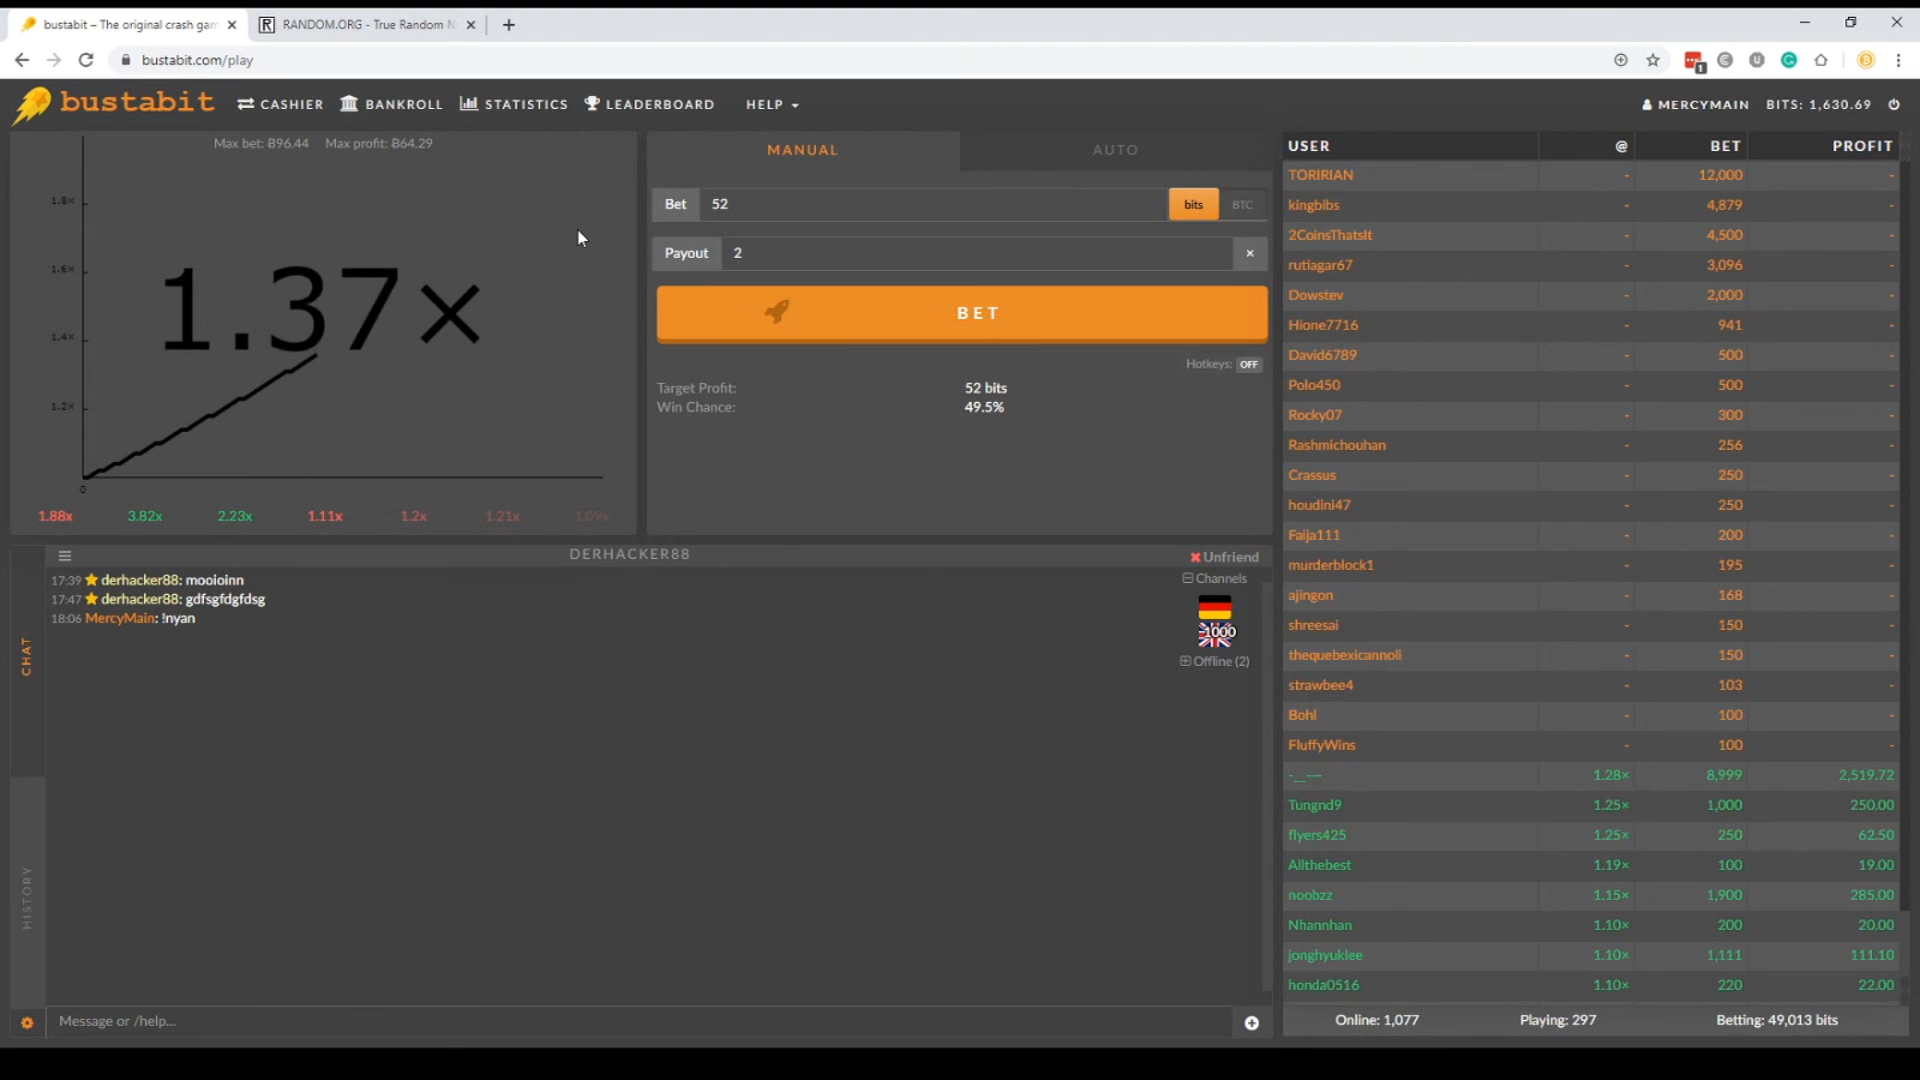 bustabit – The original crash gam
RANDOM.ORG - True Random N
bustabit.com/play
1
bustabit
CASHIER
BANKROLL
STATISTICS
LEADERBOARD
HELP
MERCYMAIN
BITS: 1,630.69
Max bet: Ƀ96.44 Max profit: Ƀ64.29
1.8×
1.6×
1.4×
1.2×
0
1.37×
1.88x 3.82x 2.23x 1.11x 1.2x 1.21x 1.09x
MANUAL
AUTO
Bet 52 bits BTC
Payout 2 ×
BET
Hotkeys: OFF
Target Profit: 52 bits
Win Chance: 49.5%
CHAT
HISTORY
DERHACKER88
Unfriend
17:39 derhacker88: mooioinn
17:47 derhacker88: gdfsgfdgfdsg
18:06 MercyMain: !nyan
Channels
1000
Offline (2)
Message or /help...
USER @ BET PROFIT
TORIRIAN - 12,000 -
kingbibs - 4,879 -
2CoinsThatsIt - 4,500 -
rutiagar67 - 3,096 -
Dowstev - 2,000 -
Hione7716 - 941 -
David6789 - 500 -
Polo450 - 500 -
Rocky07 - 300 -
Rashmichouhan - 256 -
Crassus - 250 -
houdini47 - 250 -
Faija111 - 200 -
murderblock1 - 195 -
ajingon - 168 -
shreesai - 150 -
thequebexicannoli - 150 -
strawbee4 - 103 -
Bohl - 100 -
FluffyWins - 100 -
-__--- 1.28× 8,999 2,519.72
Tungnd9 1.25× 1,000 250.00
flyers425 1.25× 250 62.50
Allthebest 1.19× 100 19.00
noobzz 1.15× 1,900 285.00
Nhannhan 1.10× 200 20.00
jonghyuklee 1.10× 1,111 111.10
honda0516 1.10× 220 22.00
Online: 1,077 Playing: 297 Betting: 49,013 bits